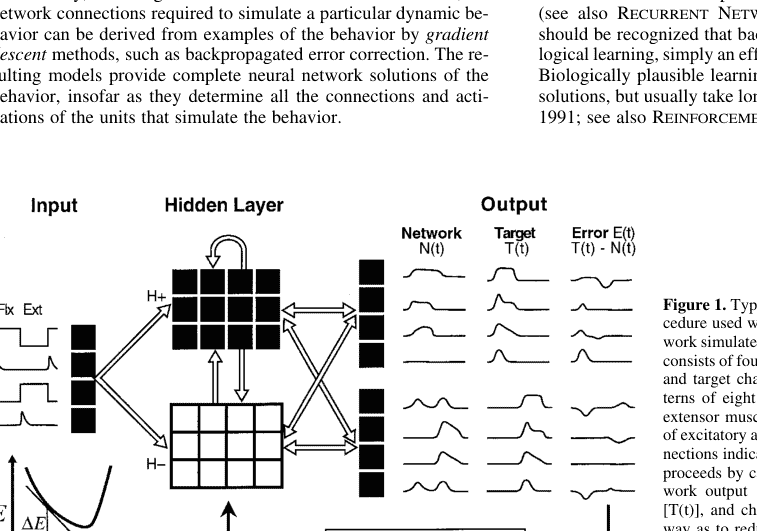 etwork connections required to simulate a particular dynamic be-
avior can be derived from examples of the behavior by gradient
escent methods, such as backpropagated error correction. The re-
ulting models provide complete neural network solutions of the
ehavior, insofar as they determine all the connections and acti-
ations of the units that simulate the behavior.
(see also RECURRENT NETW
should be recognized that bac
logical learning, simply an eff
Biologically plausible learnin
solutions, but usually take lon
1991; see also REINFORCEME
Input
Hidden Layer
Output
Network
N(t)
Target
T(t)
Error E(t)
T(t) - N(t)
H+
Flx Ext
H–
E
ΔE
Figure 1. Typ
cedure used w
work simulate
consists of fou
and target cha
terns of eight
extensor musc
of excitatory a
nections indica
proceeds by c
work output
[T(t)], and ch
way as to red